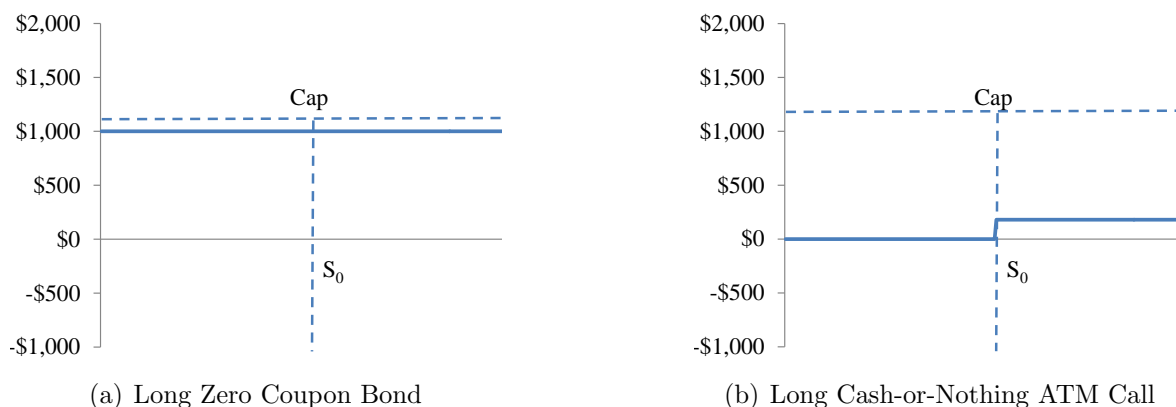 $2,000
$1,500
Cap
$1,000
$500
$0
S0
-$500
-$1,000
(a) Long Zero Coupon Bond
$2,000
$1,500
Cap
$1,000
$500
$0
S0
-$500
-$1,000
(b) Long Cash-or-Nothing ATM Call